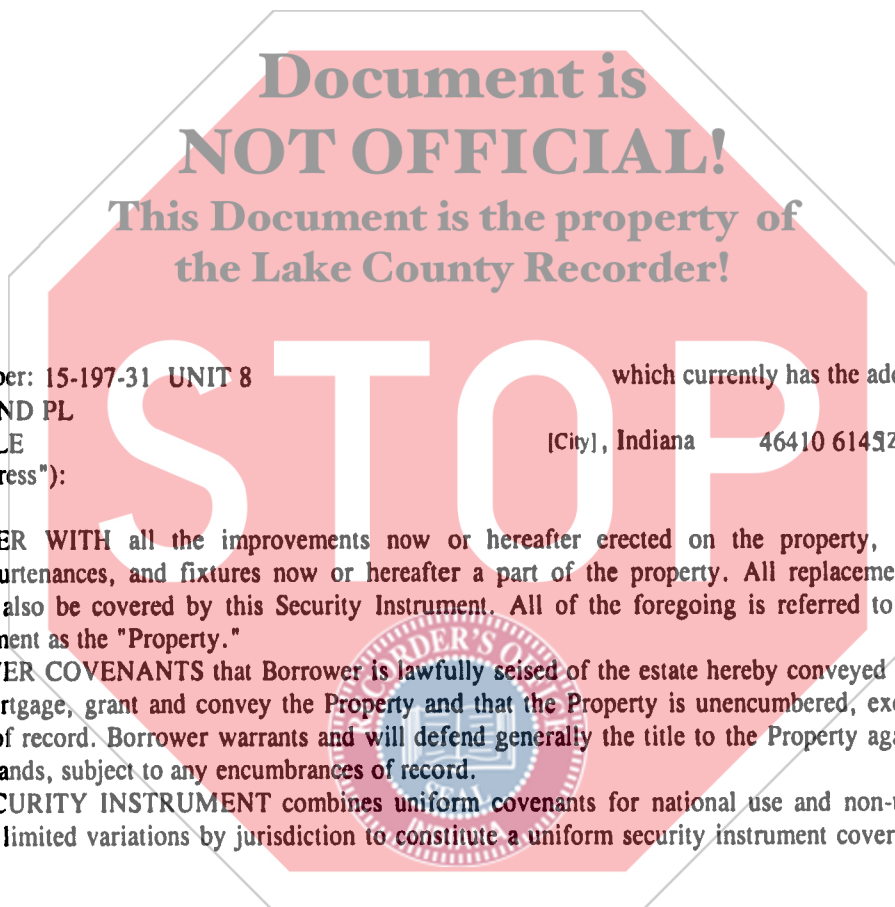 Document is
NOT OFFICIAL!
This Document is the property of
the Lake County Recorder!
per: 15-197-31 UNIT 8 which currently has the add
ND PL
LE [City], Indiana 46410 6145
ress"):
STOP
ER WITH all the improvements now or hereafter erected on the property,
urtenances, and fixtures now or hereafter a part of the property. All replaceme
also be covered by this Security Instrument. All of the foregoing is referred to
ment as the "Property."
ER COVENANTS that Borrower is lawfully seised of the estate hereby conveyed
rtgage, grant and convey the Property and that the Property is unencumbered, exc
of record. Borrower warrants and will defend generally the title to the Property aga
ands, subject to any encumbrances of record.
CURITY INSTRUMENT combines uniform covenants for national use and non-u
limited variations by jurisdiction to constitute a uniform security instrument cover
RECORDER'S OFFICE
SEAL